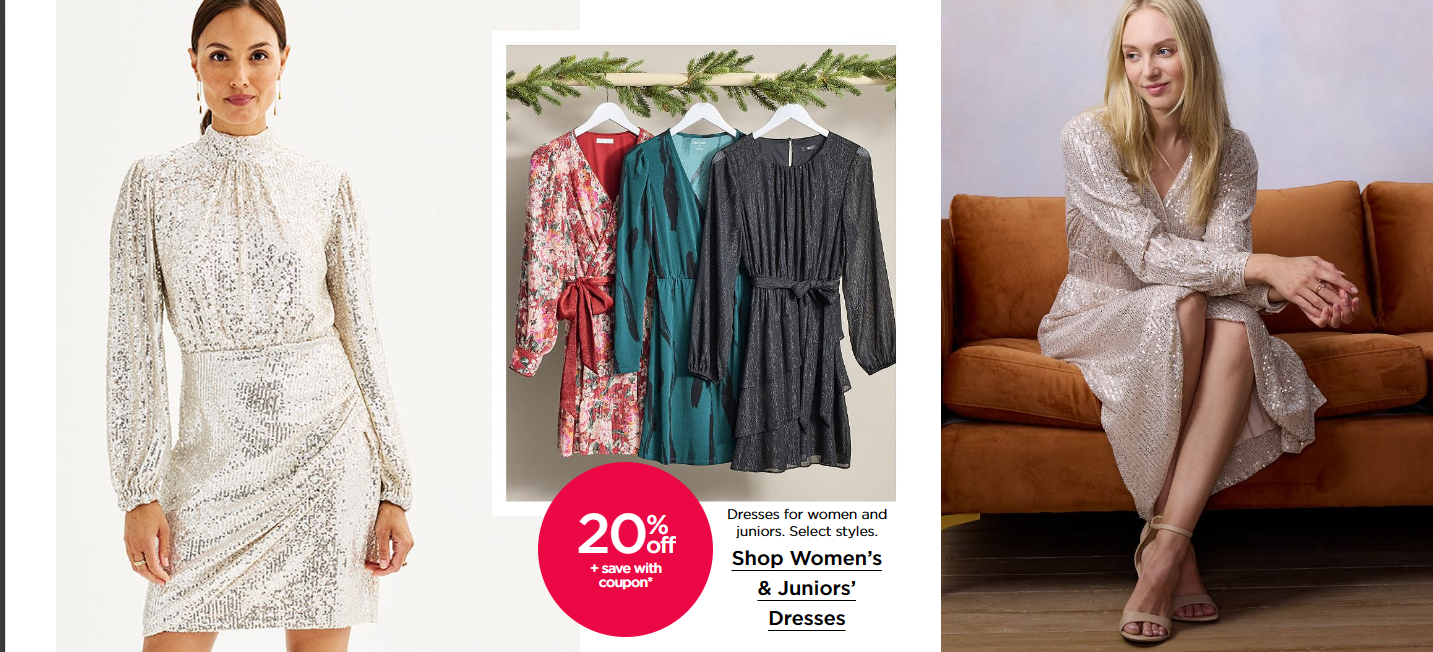 20% off
+ save with
coupon*
Dresses for women and
juniors. Select styles.
Shop Women's
& Juniors'
Dresses